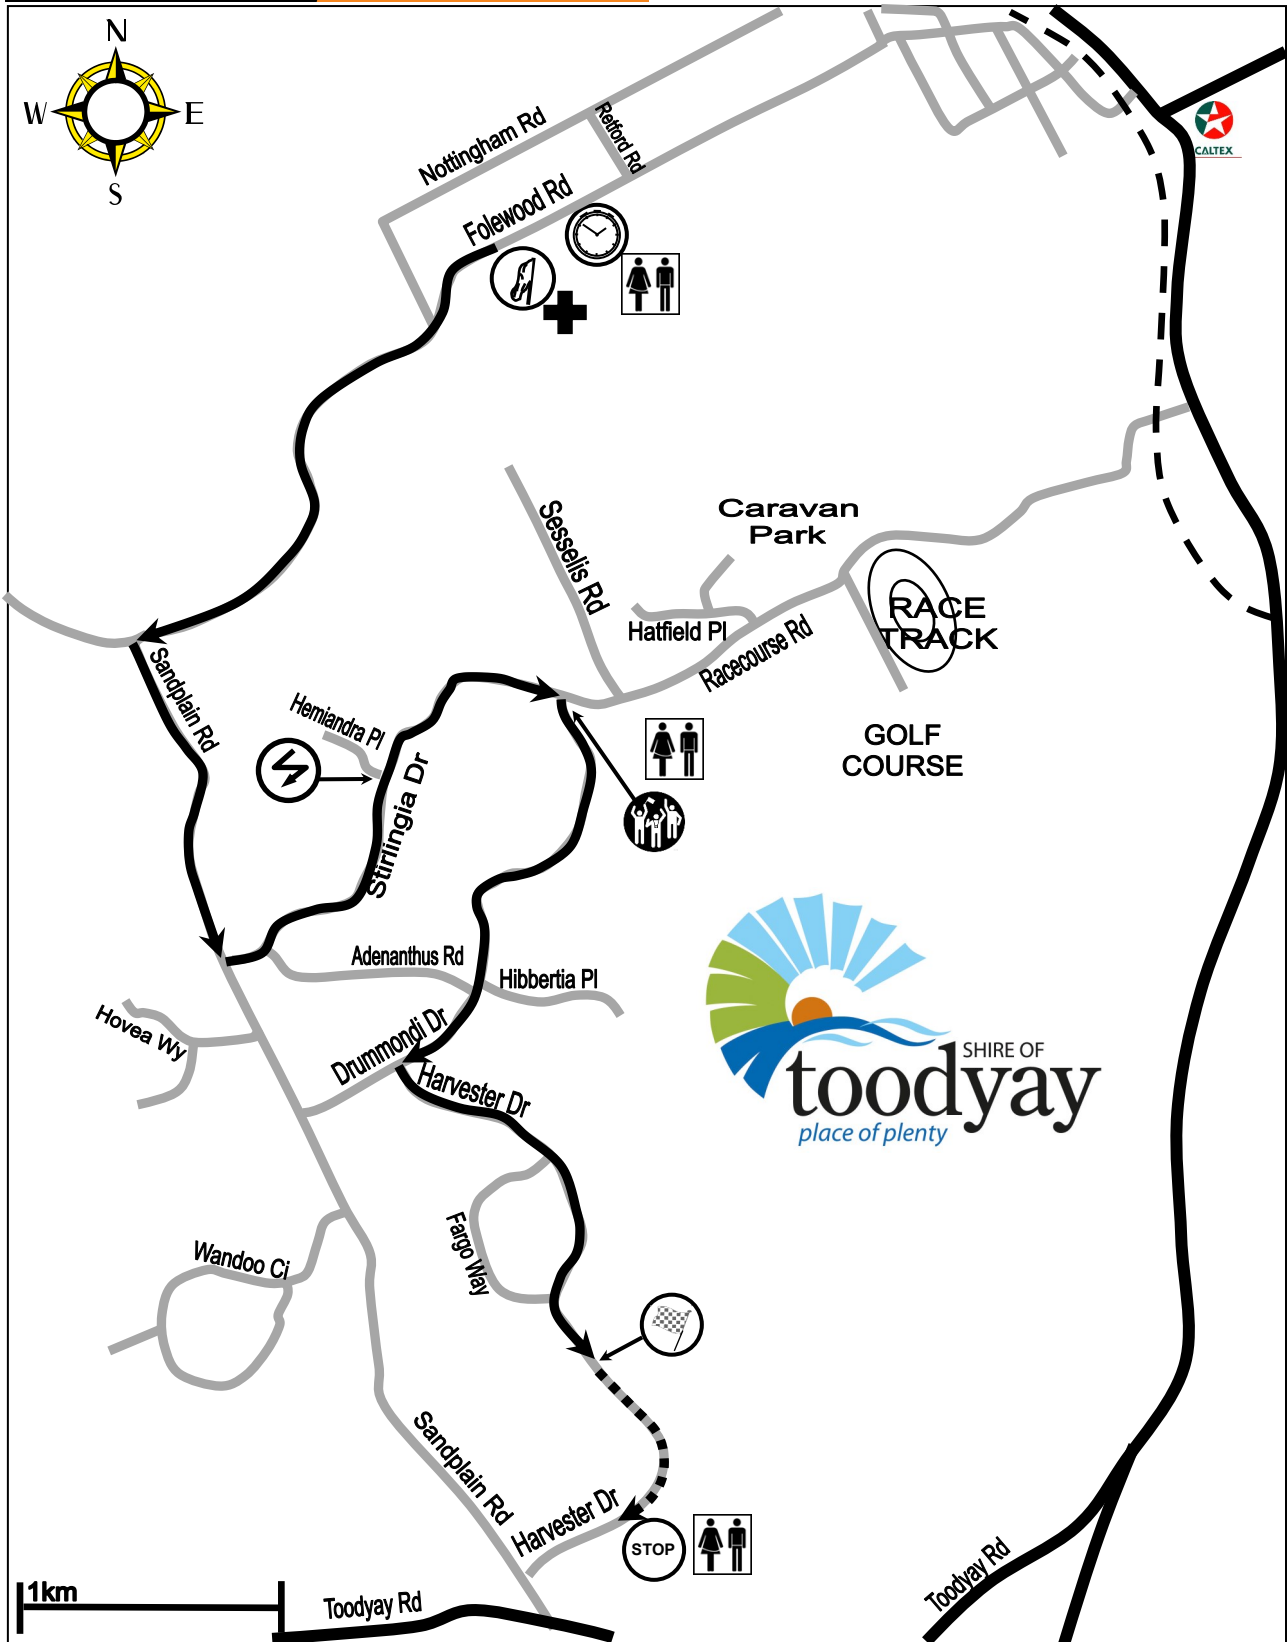 N
W
E
S
Nottingham Rd
Retford Rd
CALTEX
Folewood Rd
Sesselis Rd
Caravan
Park
RACE
TRACK
Hatfield Pl
Racecourse Rd
Sandplain Rd
Hemiandra Pl
GOLF
COURSE
Stirlingia Dr
Adenanthus Rd
Hibbertia Pl
Hovea Wy
Drummondi Dr
Harvester Dr
SHIRE OF
toodyay
place of plenty
Fargo Way
Wandoo Ci
Sandplain Rd
Harvester Dr
STOP
1km
Toodyay Rd
Toodyay Rd